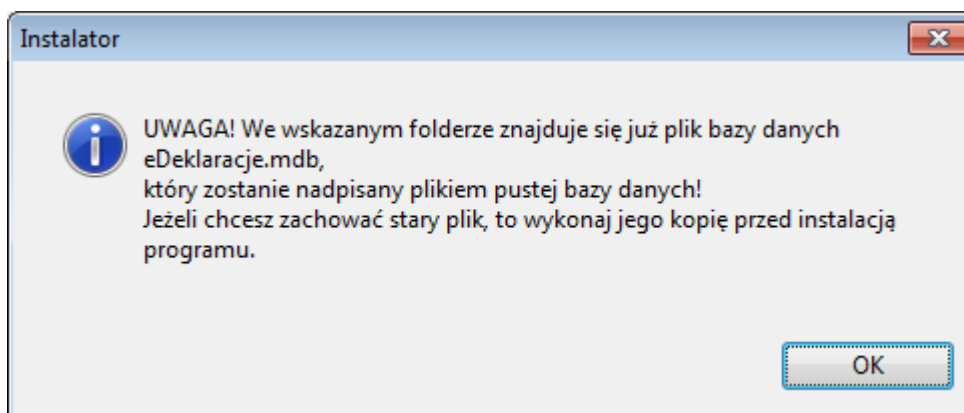 Instalator
UWAGA! We wskazanym folderze znajduje się już plik bazy danych
eDeklaracje.mdb,
który zostanie nadpisany plikiem pustej bazy danych!
Jeżeli chcesz zachować stary plik, to wykonaj jego kopię przed instalacją
programu.
OK